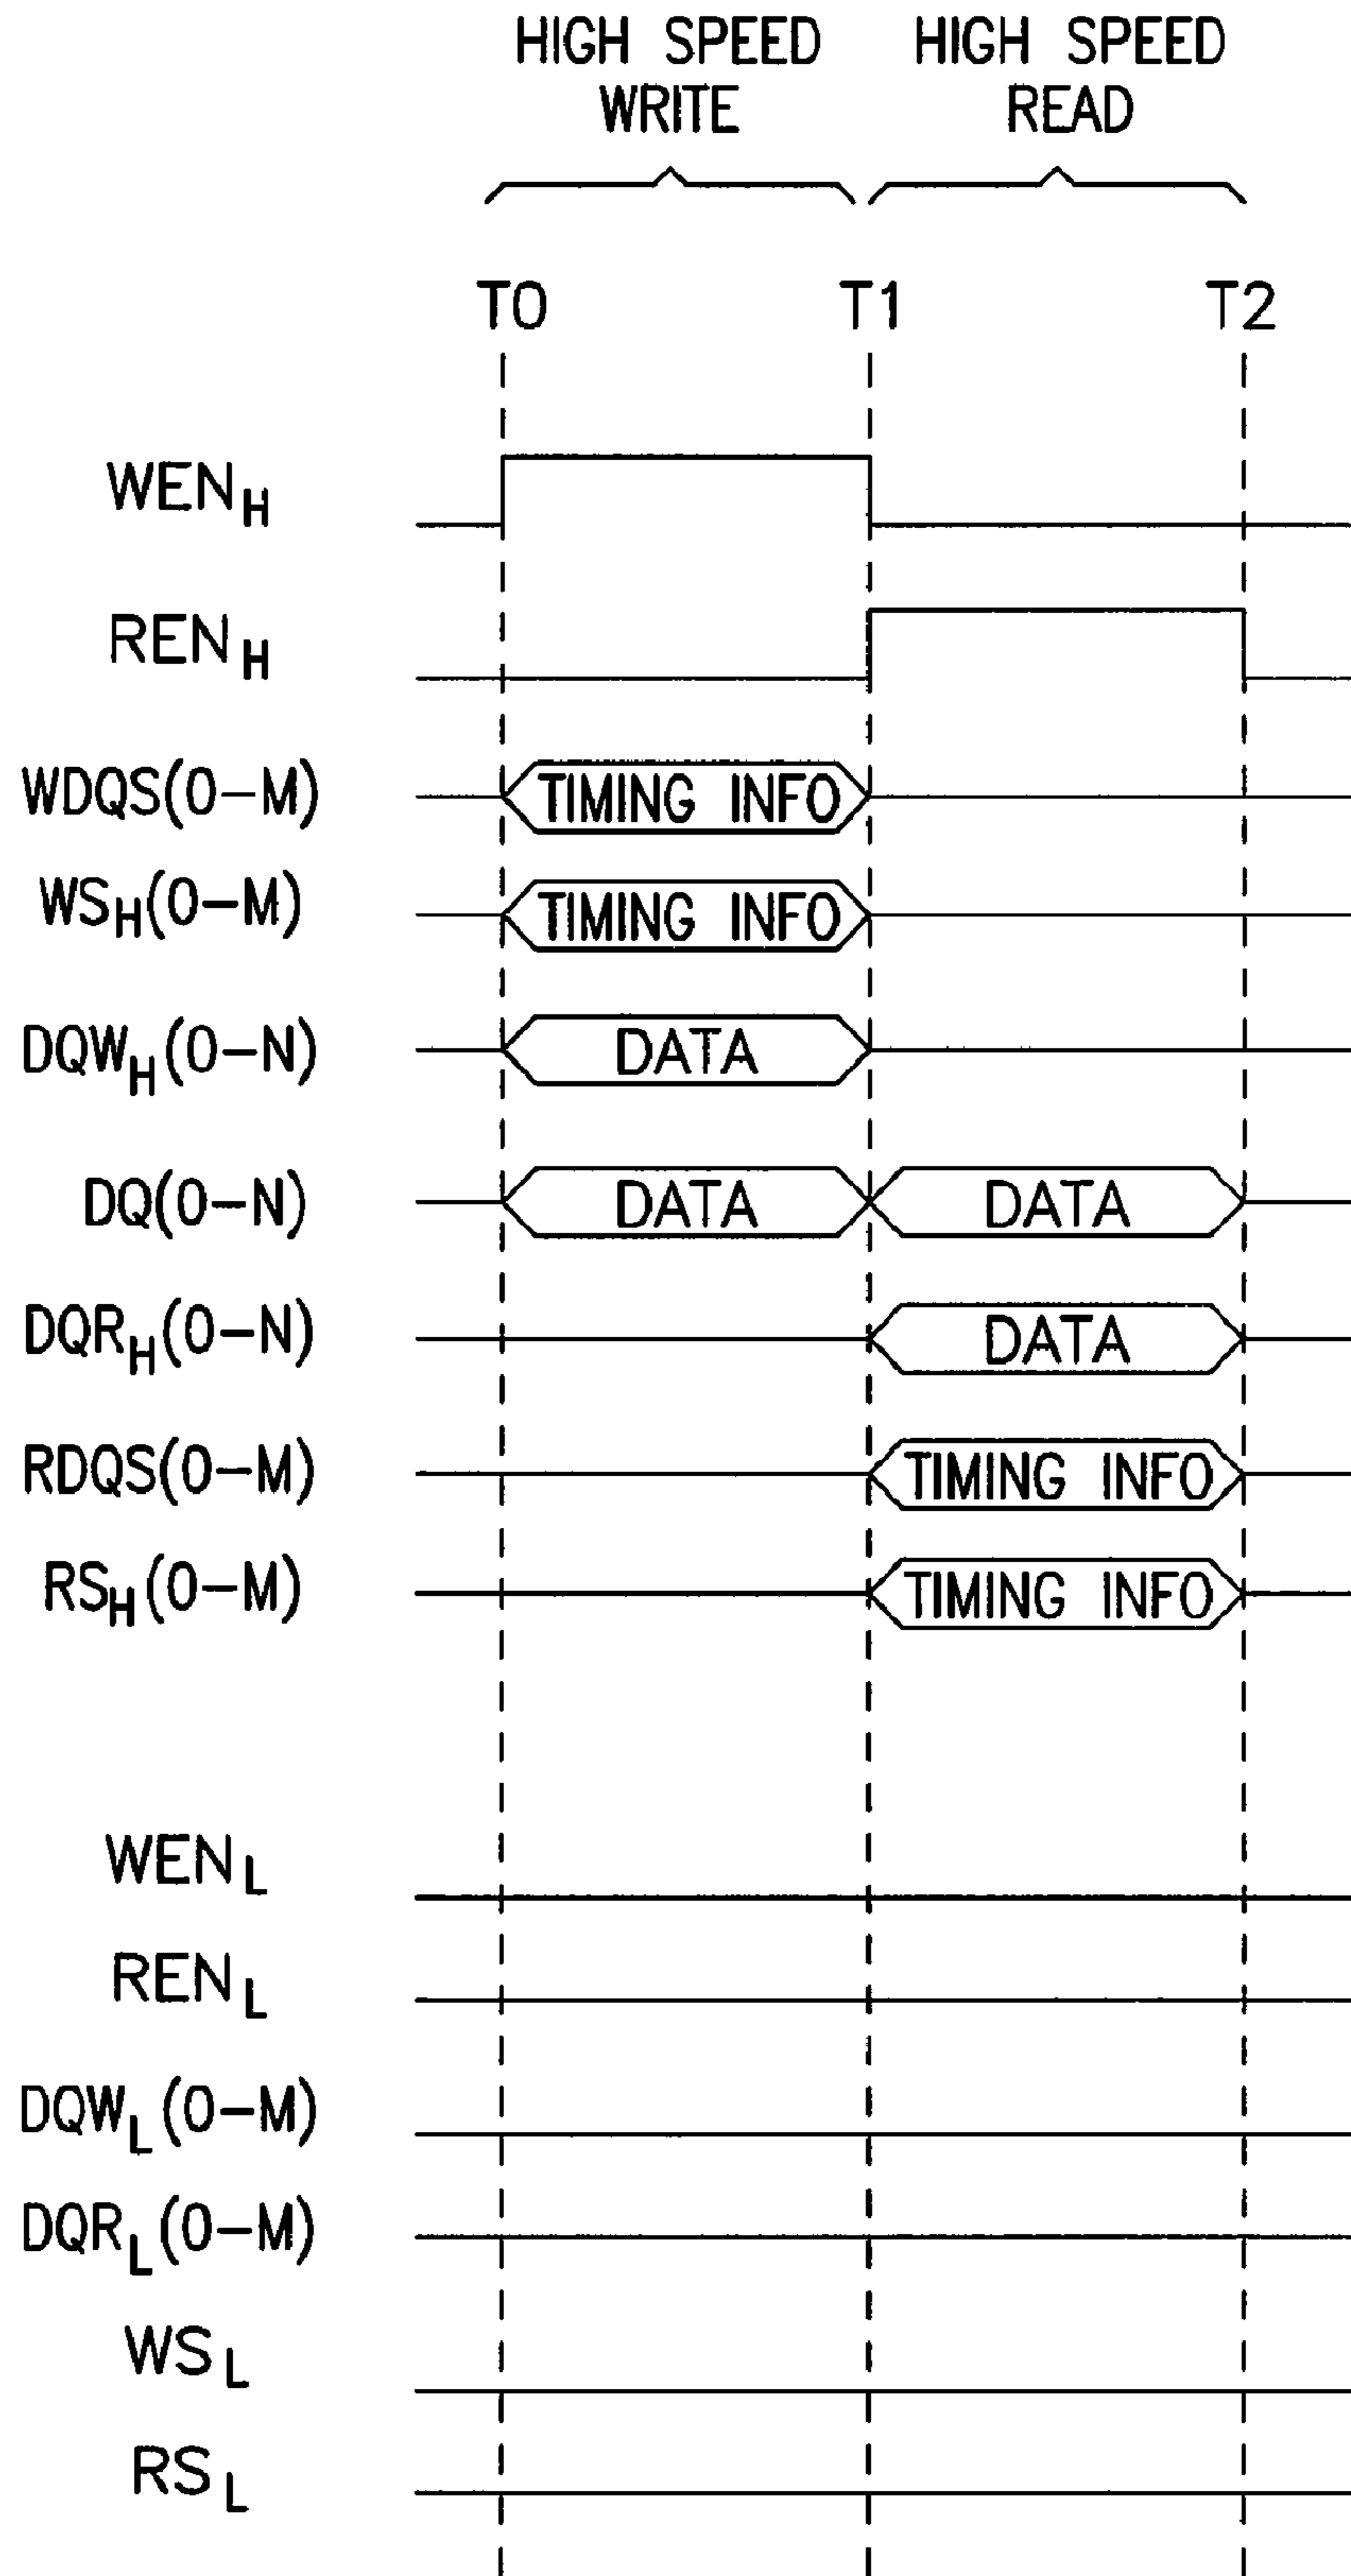 HIGH SPEED WRITE
HIGH SPEED READ
T0 T1 T2
WENH
RENH
WDQS(0-M) TIMING INFO
WSH(0-M) TIMING INFO
DQWH(0-N) DATA
DQ(0-N) DATA DATA
DQRH(0-N) DATA
RDQS(0-M) TIMING INFO
RSH(0-M) TIMING INFO
WENL
RENL
DQWL(0-M)
DQRL(0-M)
WSL
RSL